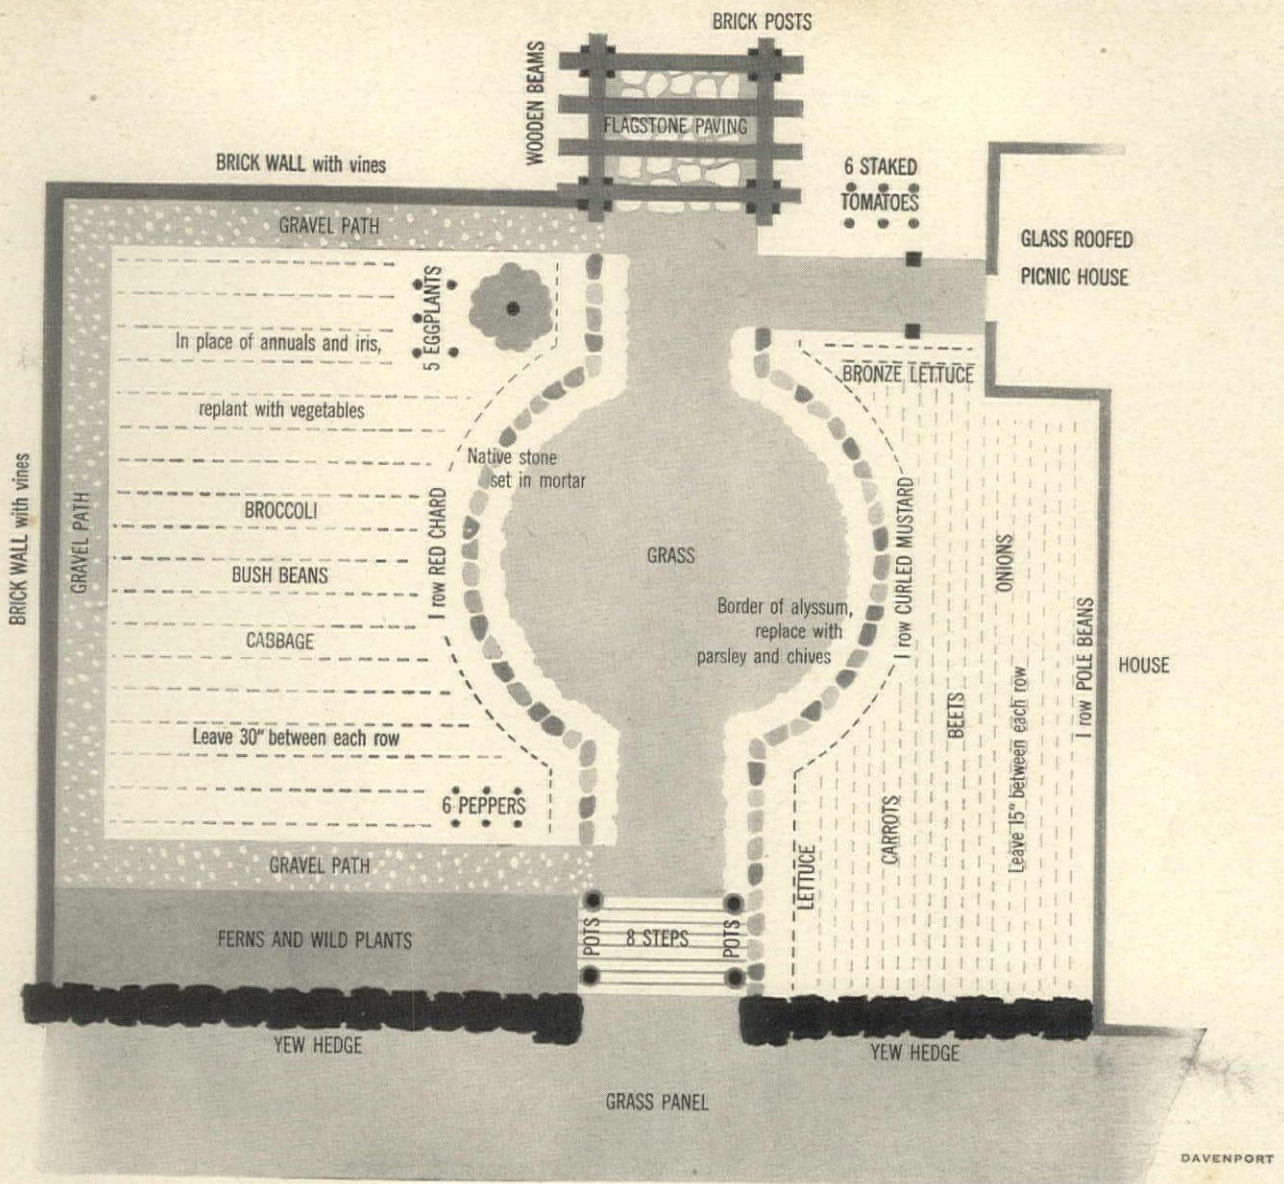 BRICK POSTS
WOODEN BEAMS
FLAGSTONE PAVING
BRICK WALL with vines
6 STAKED
TOMATOES
GRAVEL PATH
GLASS ROOFED
PICNIC HOUSE
5 EGGPLANTS
In place of annuals and iris,
replant with vegetables
BRONZE LETTUCE
Native stone
set in mortar
BRICK WALL with vines
GRAVEL PATH
BROCCOLI
BUSH BEANS
CABBAGE
1 row RED CHARD
GRASS
Border of alyssum,
replace with
parsley and chives
1 row CURLED MUSTARD
ONIONS
1 row POLE BEANS
HOUSE
BEETS
Leave 15" between each row
Leave 30" between each row
6 PEPPERS
CARROTS
LETTUCE
GRAVEL PATH
FERNS AND WILD PLANTS
POTS
8 STEPS
POTS
YEW HEDGE
YEW HEDGE
GRASS PANEL
DAVENPORT